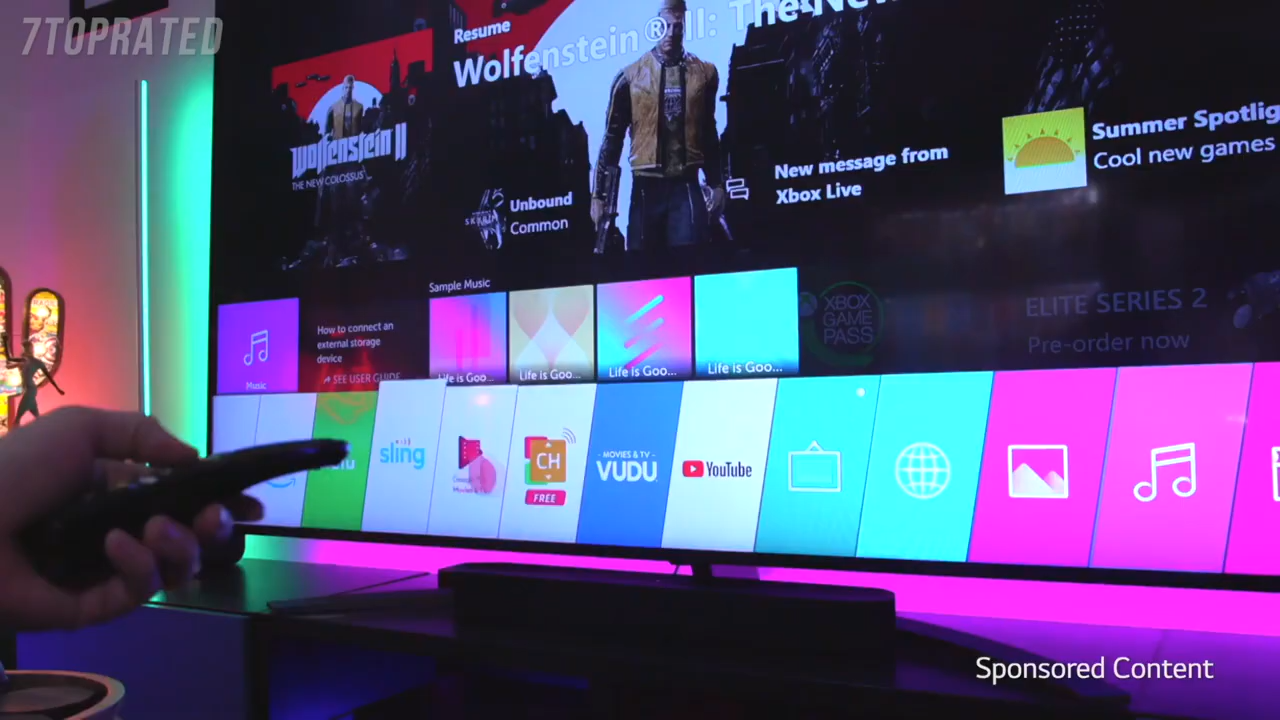 7TOPRATED
Resume
Wolfenstein® II: The New
wolfenstein II
THE NEW COLOSSUS
Unbound
Common
SKYRIM
New message from
Xbox Live
Summer Spotlig
Cool new games
Sample Music
Music
How to connect an
external storage
device
SEE USER GUIDE
Life is Goo...
Life is Goo...
Life is Goo...
Life is Goo...
XBOX
GAME
PASS
ELITE SERIES 2
Pre-order now
sling
CH
FREE
- MOVIES & TV -
VUDU
YouTube
Sponsored Content